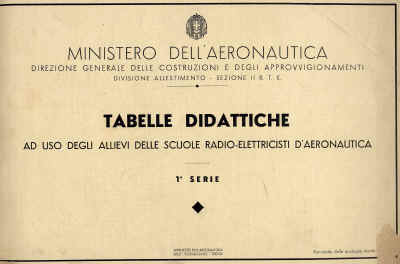 MINISTERO DELL'AERONAUTICA
DIREZIONE GENERALE DELLE COSTRUZIONI E DEGLI APPROVVIGIONAMENTI
DIVISIONE ALLESTIMENTO - SEZIONE II R. T. E.
TABELLE DIDATTICHE
AD USO DEGLI ALLIEVI DELLE SCUOLE RADIO-ELETTRICISTI D'AERONAUTICA
1ª SERIE